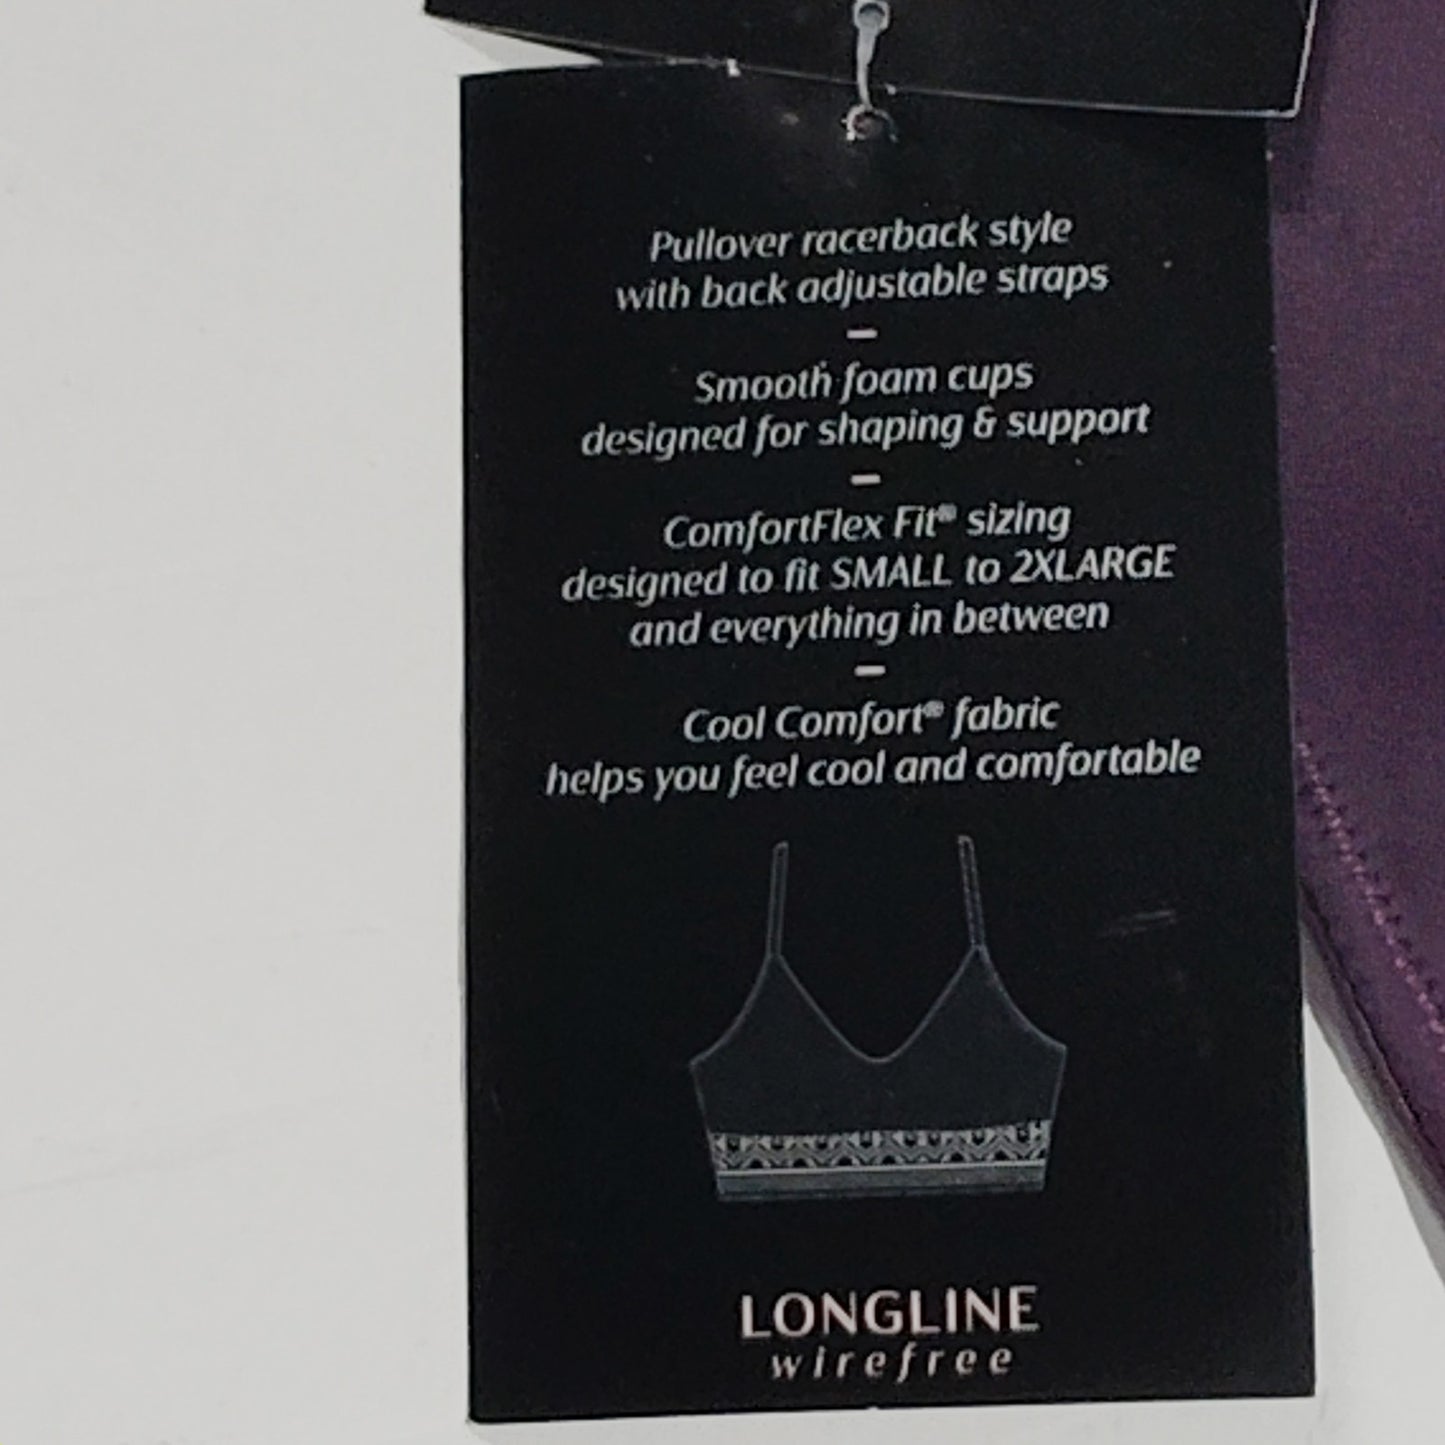 Pullover racerback style
with back adjustable straps
–
Smooth foam cups
designed for shaping & support
–
ComfortFlex Fit® sizing
designed to fit SMALL to 2XLARGE
and everything in between
–
Cool Comfort® fabric
helps you feel cool and comfortable
LONGLINE
wirefree